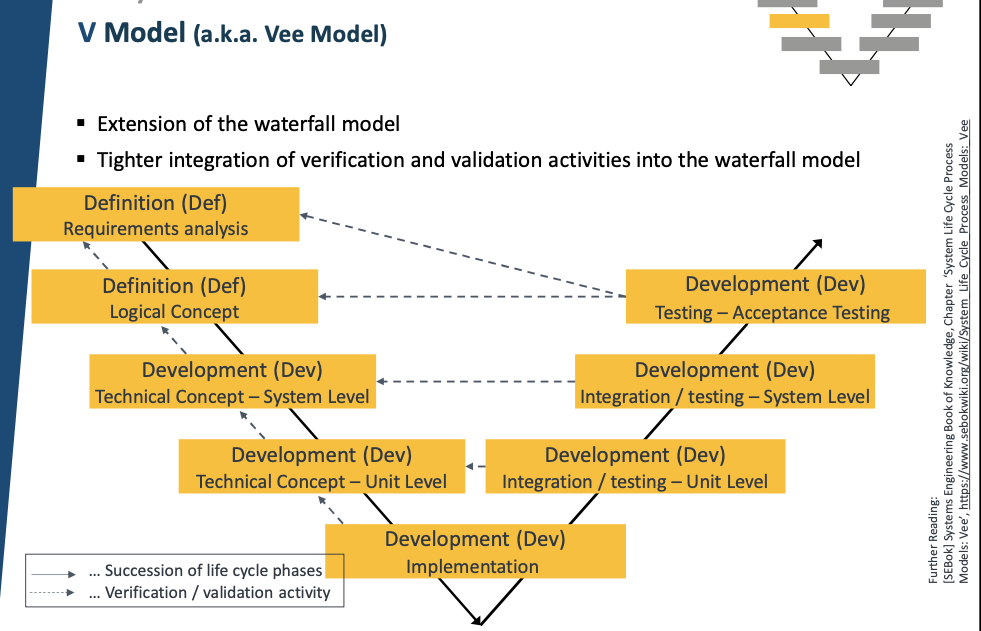 V Model (a.k.a. Vee Model)
▪ Extension of the waterfall model
▪ Tighter integration of verification and validation activities into the waterfall model
Definition (Def)
Requirements analysis
Definition (Def)
Logical Concept
Development (Dev)
Testing – Acceptance Testing
Development (Dev)
Technical Concept – System Level
Development (Dev)
Integration / testing – System Level
Development (Dev)
Technical Concept – Unit Level
Development (Dev)
Integration / testing – Unit Level
Development (Dev)
Implementation
... Succession of life cycle phases
... Verification / validation activity
Further Reading:
[SEBok] Systems Engineering Book of Knowledge, Chapter ‘System Life Cycle Process
Models: Vee’, https://www.sebokwiki.org/wiki/System_Life_Cycle_Process_Models:_Vee